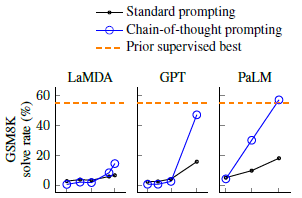 Standard prompting
Chain-of-thought prompting
Prior supervised best
LaMDA GPT PaLM
GSM8K
solve rate (%)
60
40
20
0